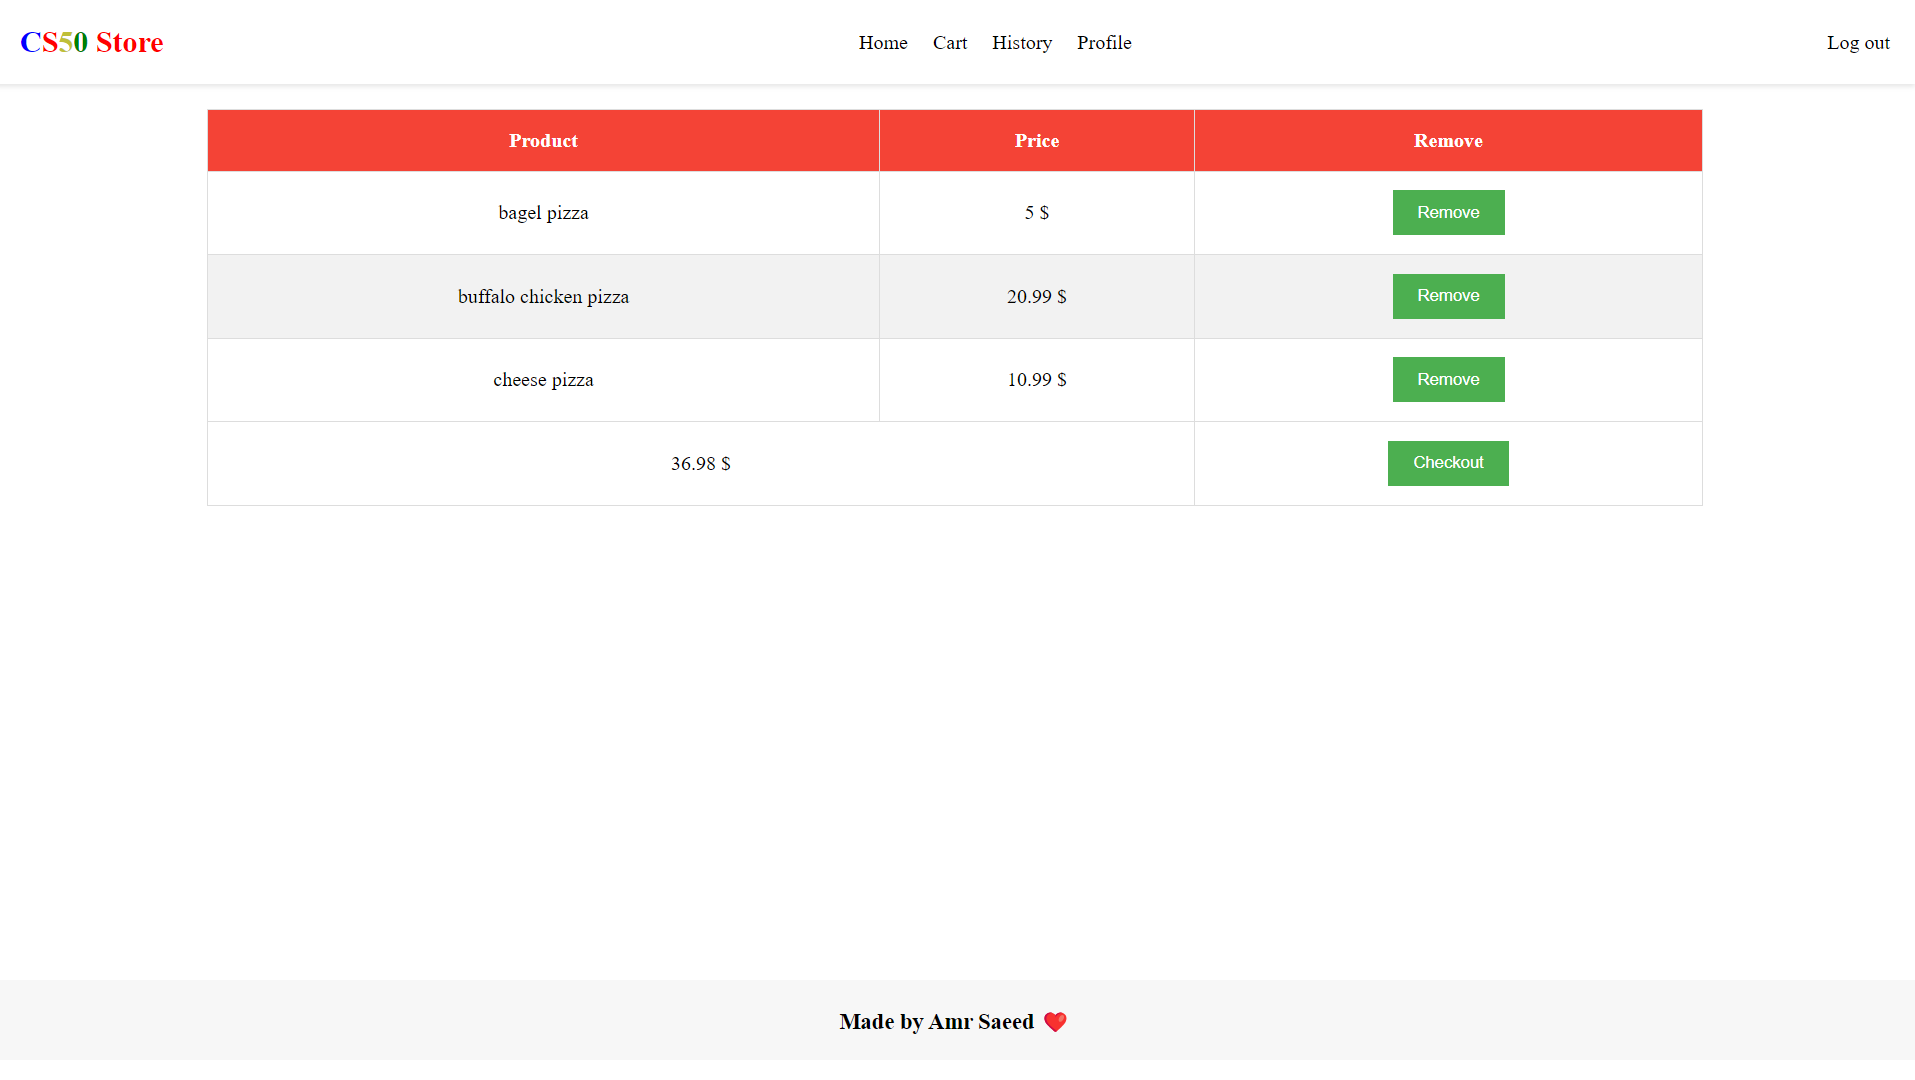 CS50 Store Home Cart History Profile Log out
Product Price Remove
bagel pizza 5 $ Remove
buffalo chicken pizza 20.99 $ Remove
cheese pizza 10.99 $ Remove
36.98 $ Checkout
Made by Amr Saeed ❤️